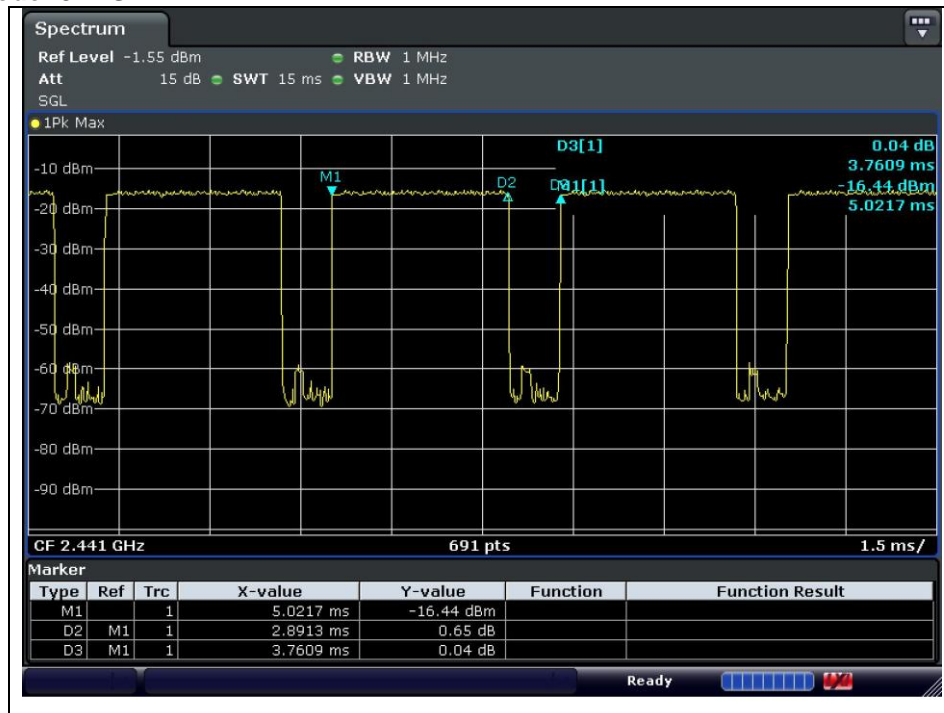 Spectrum
Ref Level -1.55 dBm RBW 1 MHz
Att 15 dB SWT 15 ms VBW 1 MHz
SGL
1Pk Max
D3[1] 0.04 dB
3.7609 ms
M1[1] -16.44 dBm
5.0217 ms
M1
D2
-10 dBm
-20 dBm
-30 dBm
-40 dBm
-50 dBm
-60 dBm
-70 dBm
-80 dBm
-90 dBm
CF 2.441 GHz 691 pts 1.5 ms/
Marker
Type Ref Trc X-value Y-value Function Function Result
M1 1 5.0217 ms -16.44 dBm
D2 M1 1 2.8913 ms 0.65 dB
D3 M1 1 3.7609 ms 0.04 dB
Ready